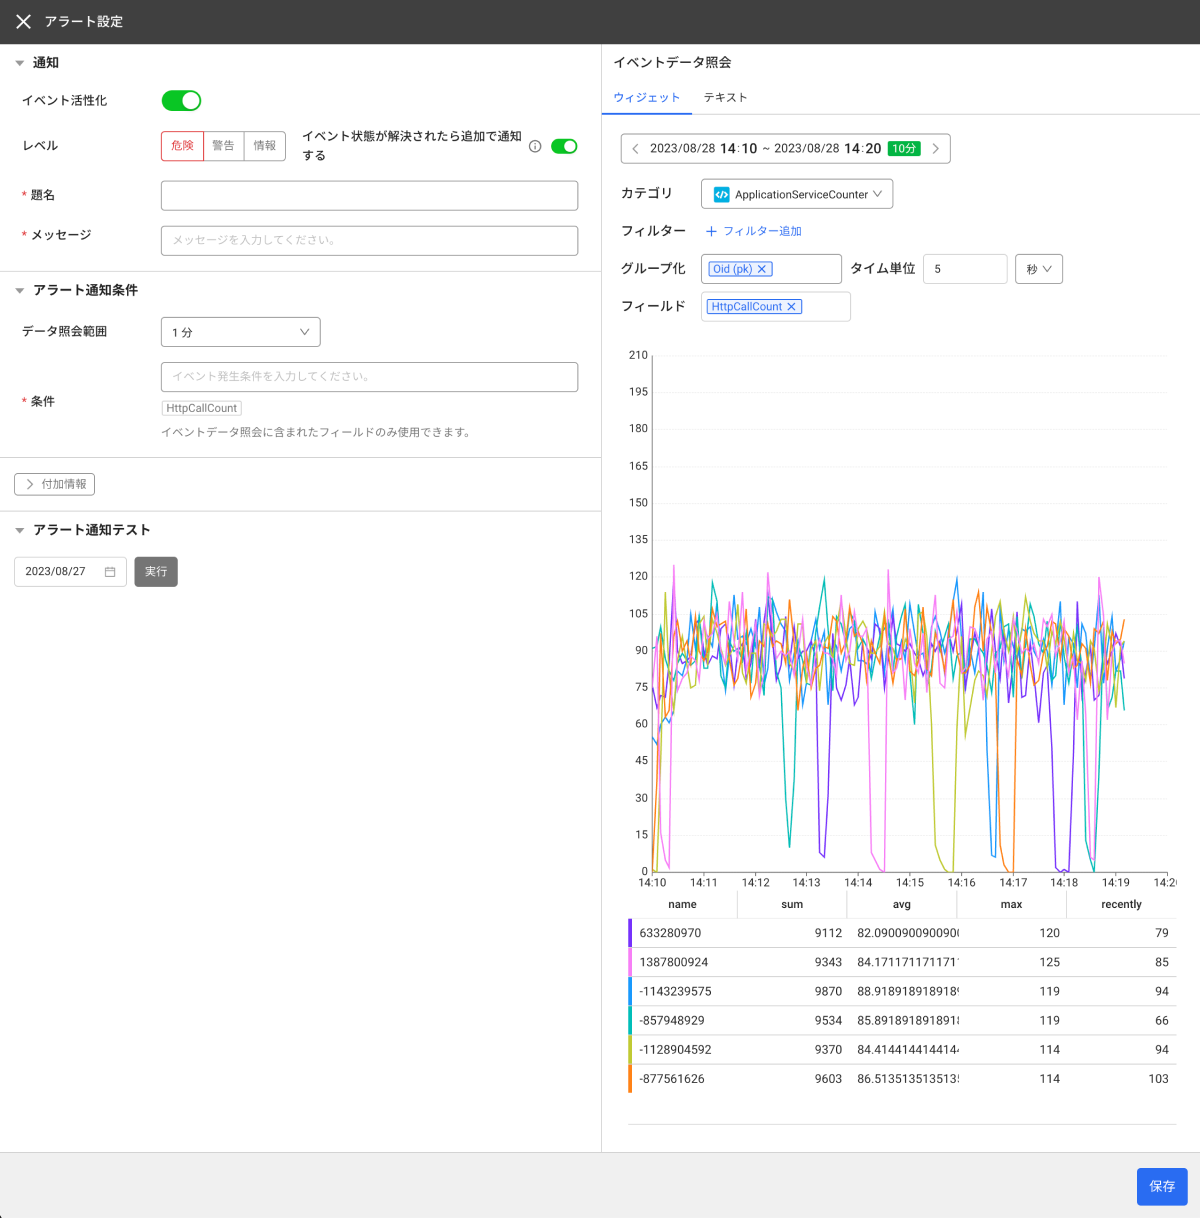 アラート設定
通知
イベント活性化
レベル
危険 警告 情報
イベント状態が解決されたら追加で通知
する
* 題名
* メッセージ
メッセージを入力してください。
アラート通知条件
データ照会範囲
1 分
イベント発生条件を入力してください。
* 条件
HttpCallCount
イベントデータ照会に含まれたフィールドのみ使用できます。
付加情報
アラート通知テスト
2023/08/27
実行
イベントデータ照会
ウィジェット テキスト
2023/08/28 14:10 ~ 2023/08/28 14:20 10分
カテゴリ ApplicationServiceCounter
フィルター + フィルター追加
グループ化 Oid (pk) × タイム単位 5 秒
フィールド HttpCallCount ×
210
195
180
165
150
135
120
105
90
75
60
45
30
15
0
14:10 14:11 14:12 14:13 14:14 14:15 14:16 14:17 14:18 14:19
name sum avg max recently
633280970 9112 82.0900900900900 120 79
1387800924 9343 84.171171171171 125 85
-1143239575 9870 88.918918918918 119 94
-857948929 9534 85.891891891891 119 66
-1128904592 9370 84.414414414414 114 94
-877561626 9603 86.513513513513 114 103
保存